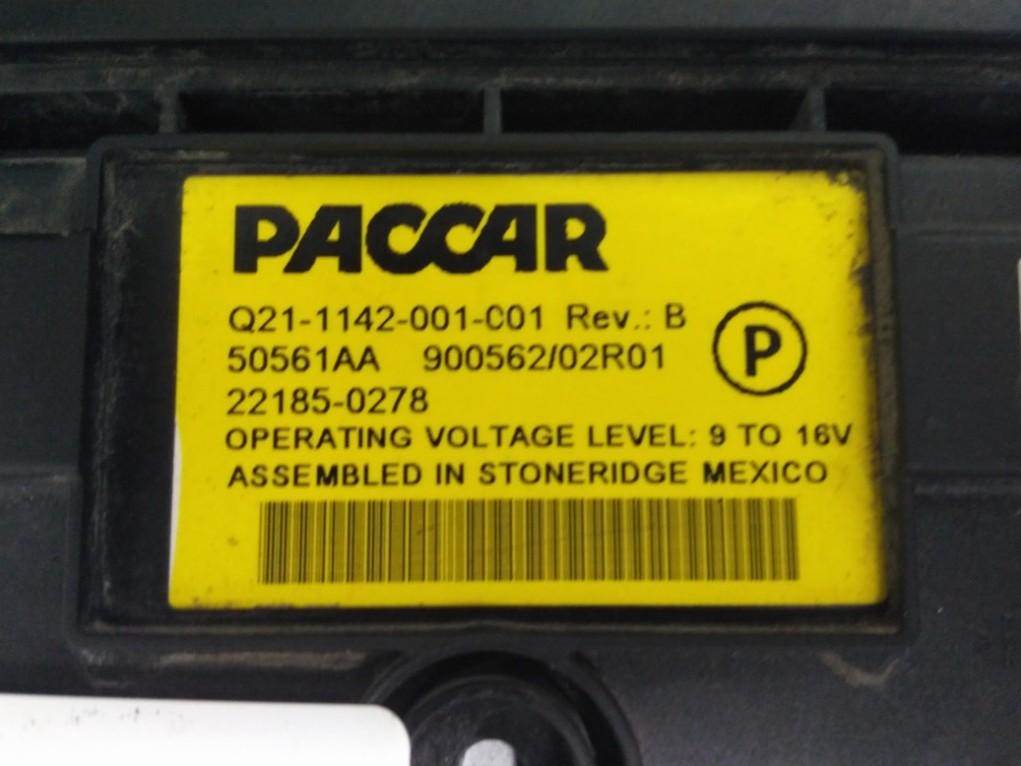 PACCAR
Q21-1142-001-001 Rev.: B
50561AA 900562/02R01
P
22185-0278
OPERATING VOLTAGE LEVEL: 9 TO 16V
ASSEMBLED IN STONERIDGE MEXICO